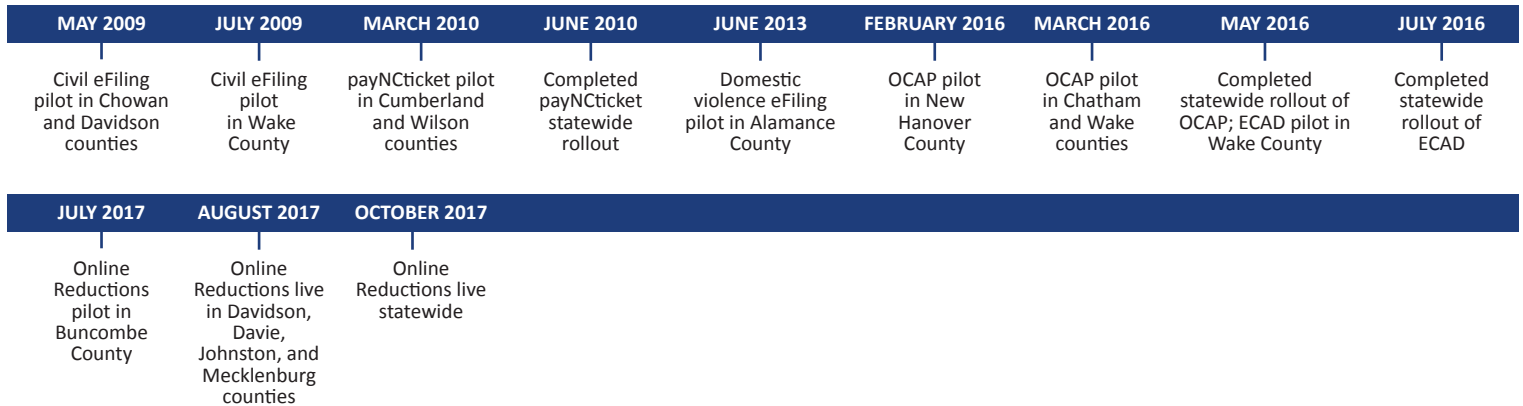 MAY 2009
Civil eFiling
pilot in Chowan
and Davidson
counties
JULY 2009
Civil eFiling
pilot
in Wake
County
MARCH 2010
payNCticket pilot
in Cumberland
and Wilson
counties
JUNE 2010
Completed
payNCticket
statewide
rollout
JUNE 2013
Domestic
violence eFiling
pilot in Alamance
County
FEBRUARY 2016
OCAP pilot
in New
Hanover
County
MARCH 2016
OCAP pilot
in Chatham
and Wake
counties
MAY 2016
Completed
statewide rollout of
OCAP; ECAD pilot in
Wake County
JULY 2016
Completed
statewide
rollout of
ECAD
JULY 2017
Online
Reductions
pilot in
Buncombe
County
AUGUST 2017
Online
Reductions live
in Davidson,
Davie,
Johnston, and
Mecklenburg
counties
OCTOBER 2017
Online
Reductions live
statewide